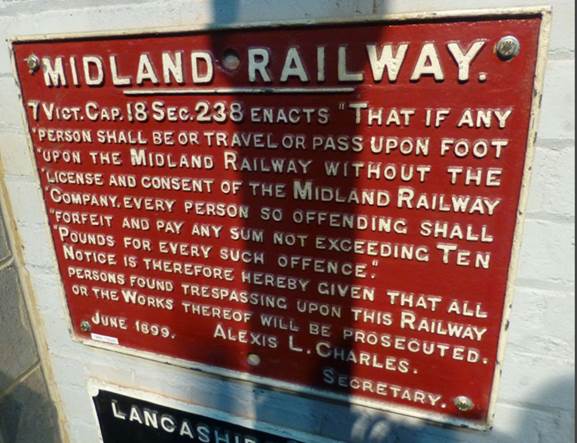 MIDLAND RAILWAY.
7 VICT. CAP. 18 SEC. 238 ENACTS "THAT IF ANY
"PERSON SHALL BE OR TRAVEL OR PASS UPON FOOT
"UPON THE MIDLAND RAILWAY WITHOUT THE
"LICENSE AND CONSENT OF THE MIDLAND RAILWAY
"COMPANY, EVERY PERSON SO OFFENDING SHALL
"FORFEIT AND PAY ANY SUM NOT EXCEEDING TEN
"POUNDS FOR EVERY SUCH OFFENCE."
NOTICE IS THEREFORE HEREBY GIVEN THAT ALL
PERSONS FOUND TRESPASSING UPON THIS RAILWAY
OR THE WORKS THEREOF WILL BE PROSECUTED.
JUNE 1899. ALEXIS L. CHARLES.
SECRETARY.
LANCASHIR